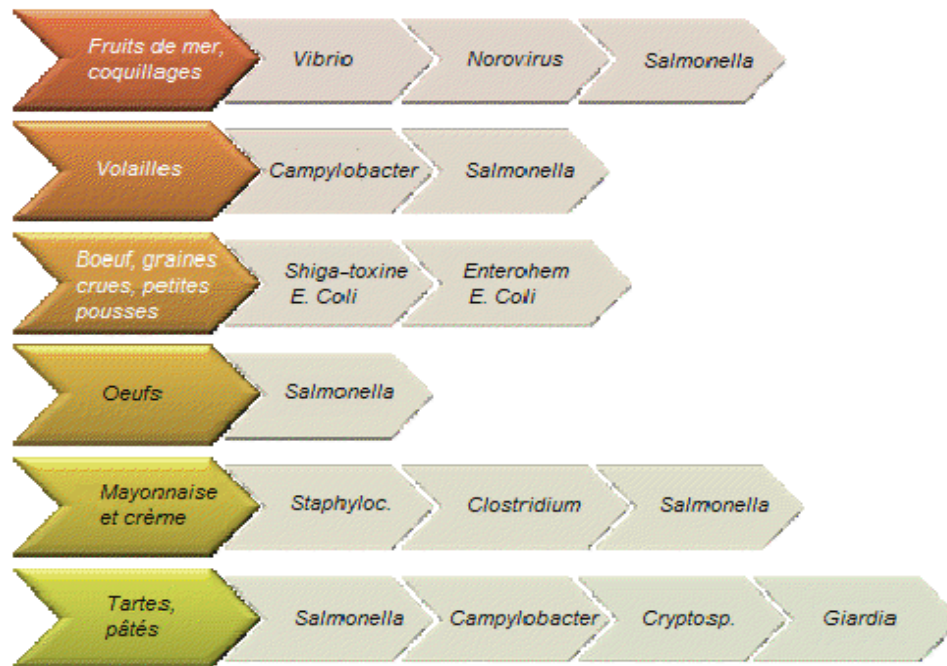 Fruits de mer,
coquillages
Vibrio
Norovirus
Salmonella
Volailles
Campylobacter
Salmonella
Boeuf, graines
crues, petites
pousses
Shiga-toxine
E. Coli
Enterohem
E. Coli
Oeufs
Salmonella
Mayonnaise
et crème
Staphyloc.
Clostridium
Salmonella
Tartes,
pâtés
Salmonella
Campylobacter
Cryptosp.
Giardia